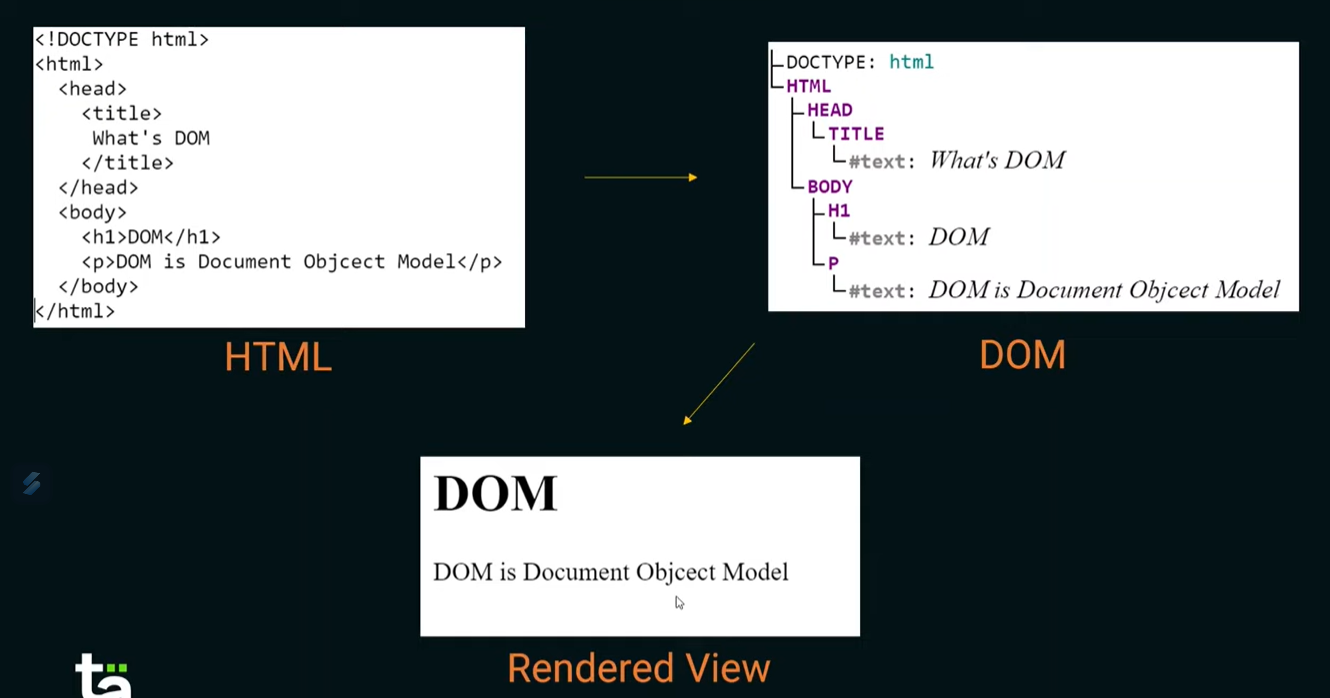 <!DOCTYPE html>
<html>
<head>
<title>
What's DOM
</title>
</head>
<body>
<h1>DOM</h1>
<p>DOM is Document Objcect Model</p>
</body>
</html>
HTML
DOCTYPE: html
HTML
HEAD
TITLE
#text: What's DOM
BODY
H1
#text: DOM
P
#text: DOM is Document Objcect Model
DOM
DOM
DOM is Document Objcect Model
Rendered View
ta